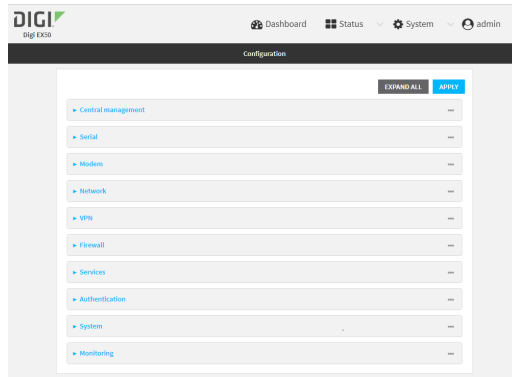 DIGI
Digi EX50
Dashboard Status System admin
Configuration
EXPAND ALL APPLY
Central management
Serial
Modem
Network
VPN
Firewall
Services
Authentication
System
Monitoring